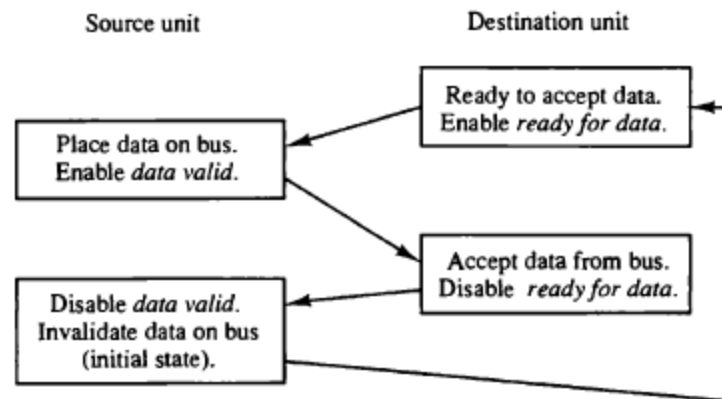 Source unit
Destination unit
Ready to accept data.
Enable ready for data.
Place data on bus.
Enable data valid.
Accept data from bus.
Disable ready for data.
Disable data valid.
Invalidate data on bus
(initial state).